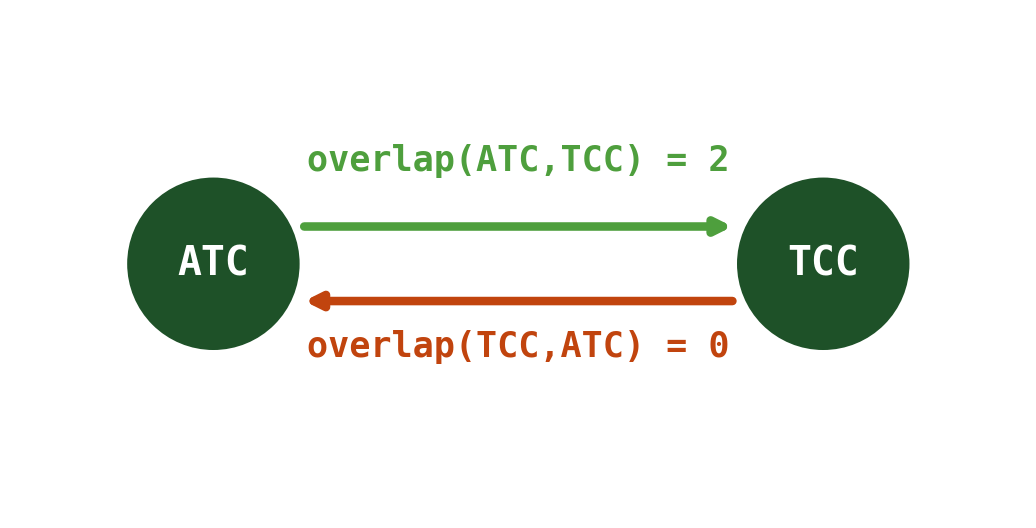 overlap(ATC,TCC) = 2
ATC
TCC
overlap(TCC,ATC) = 0